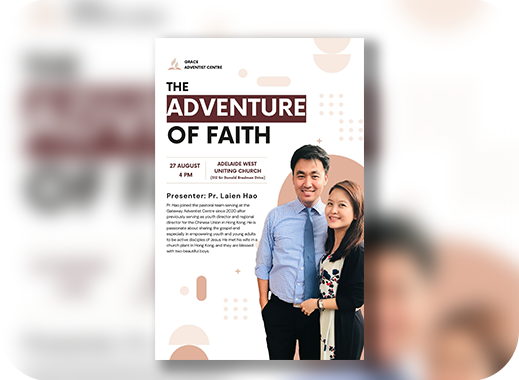 GRACE
ADVENTIST CENTRE
THE
ADVENTURE
OF FAITH
27 AUGUST
4 PM
ADELAIDE WEST
UNITING CHURCH
(312 Sir Donald Bradman Drive)
Presenter: Pr. Laien Hao
Pr. Hao joined the pastoral team serving at the
Gateway Adventist Centre since 2020 after
previously serving as youth director and regional
director for the Chinese Union in Hong Kong. He is
passionate about sharing the gospel and
especially in empowering youth and young adults
to be active disciples of Jesus. He met his wife in a
church plant in Hong Kong, and they are blessed
with two beautiful boys.